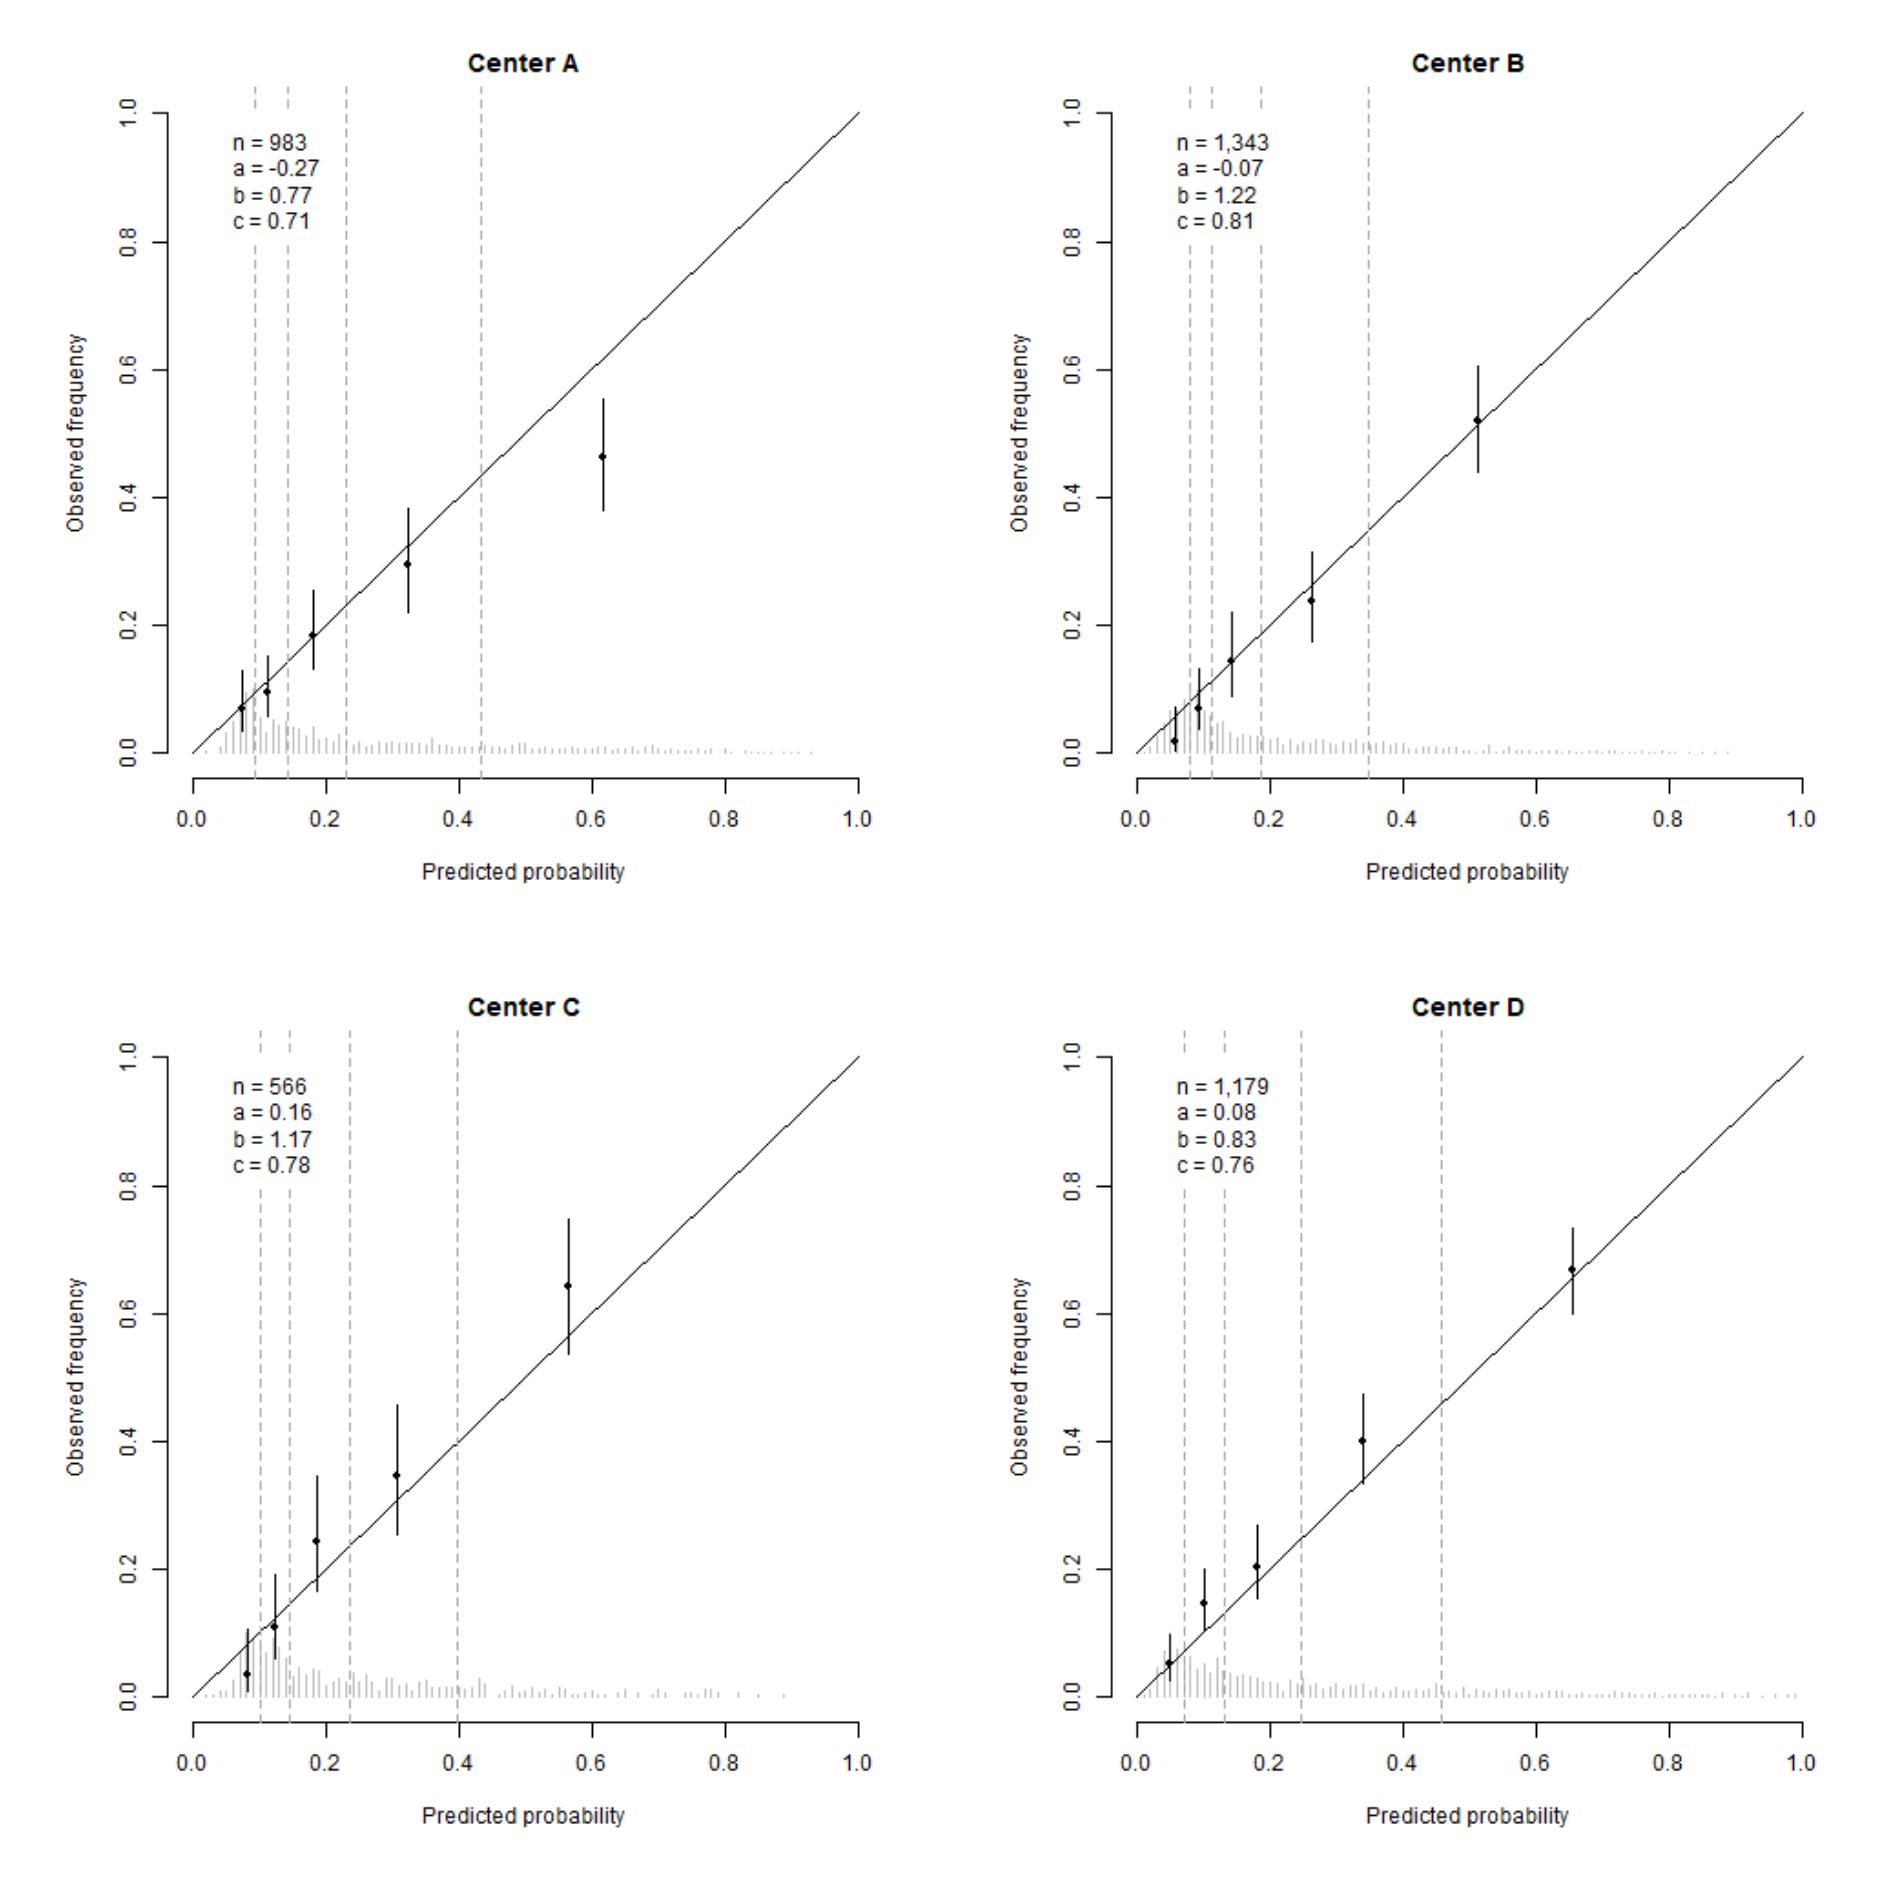 Center A
n = 983
a = -0.27
b = 0.77
c = 0.71
1.0
0.8
0.6
0.4
0.2
0.0
Observed frequency
0.0 0.2 0.4 0.6 0.8 1.0
Predicted probability
Center B
n = 1,343
a = -0.07
b = 1.22
c = 0.81
1.0
0.8
0.6
0.4
0.2
0.0
Observed frequency
0.0 0.2 0.4 0.6 0.8 1.0
Predicted probability
Center C
n = 566
a = 0.16
b = 1.17
c = 0.78
1.0
0.8
0.6
0.4
0.2
0.0
Observed frequency
0.0 0.2 0.4 0.6 0.8 1.0
Predicted probability
Center D
n = 1,179
a = 0.08
b = 0.83
c = 0.76
1.0
0.8
0.6
0.4
0.2
0.0
Observed frequency
0.0 0.2 0.4 0.6 0.8 1.0
Predicted probability